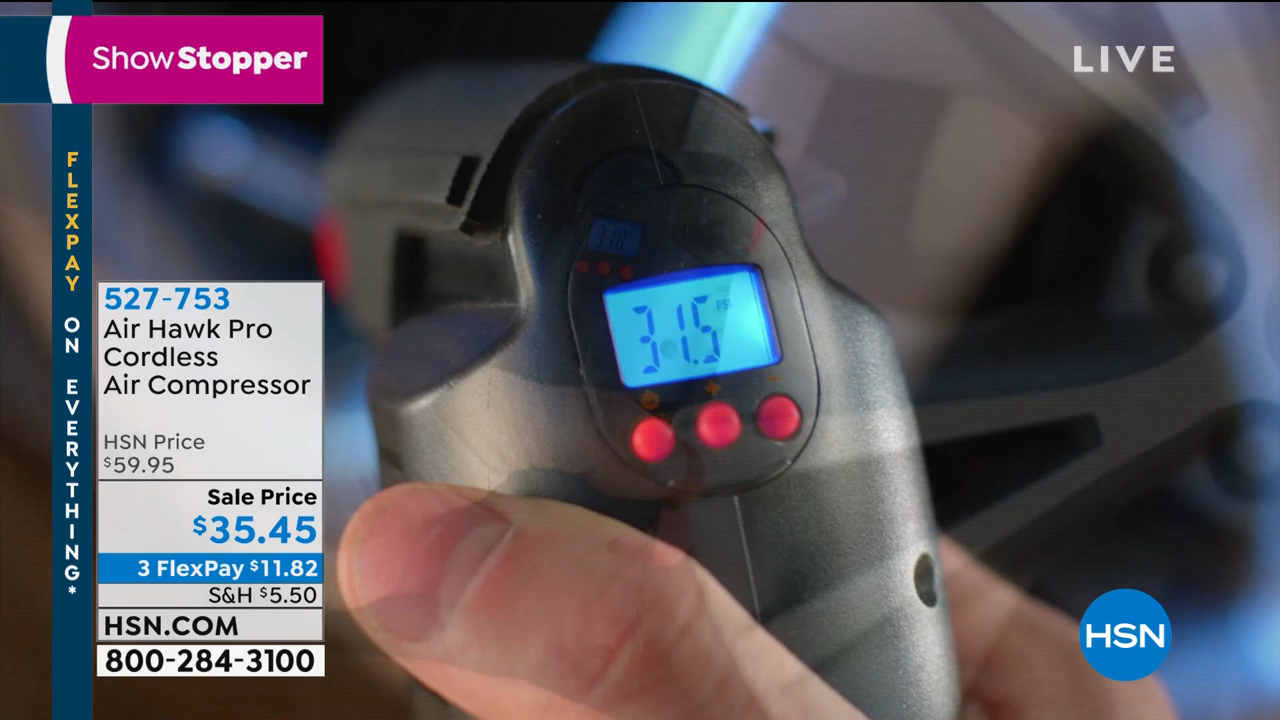 ShowStopper
LIVE
FLEXPAY ON EVERYTHING*
527-753
Air Hawk Pro
Cordless
Air Compressor
HSN Price
$59.95
Sale Price
$35.45
3 FlexPay $11.82
S&H $5.50
HSN.COM
800-284-3100
31.5
PSI
310
+
-
HSN